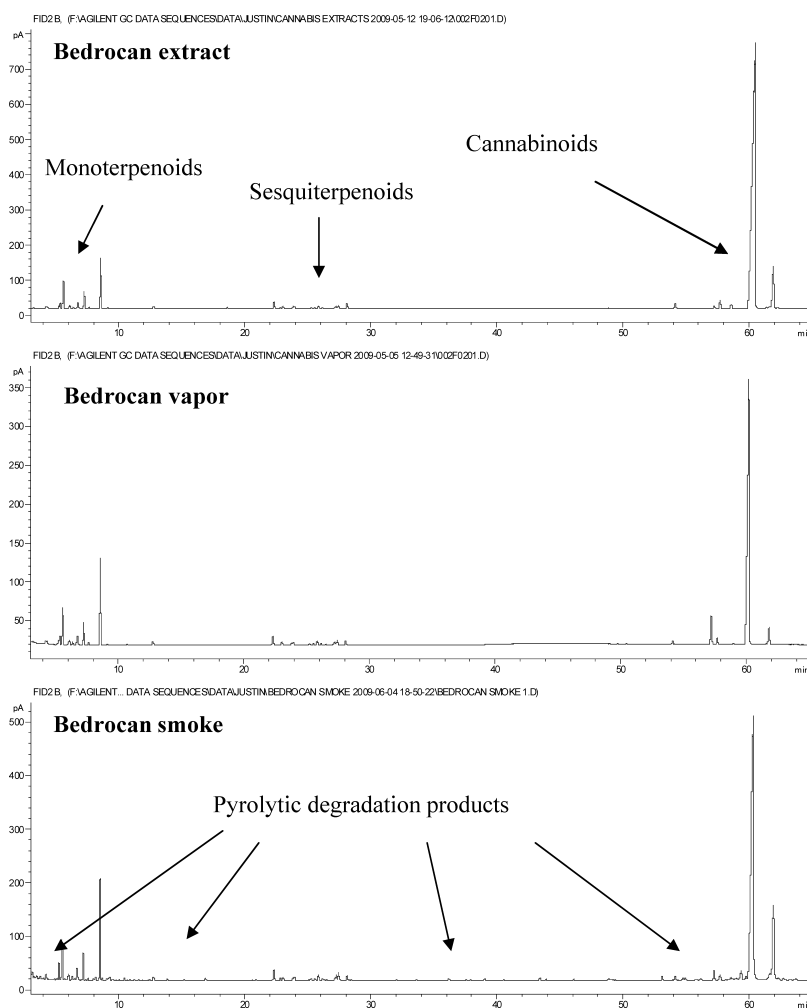 FID2 B, (F:\AGILENT GC DATA SEQUENCES\DATA\JUSTIN\CANNABIS EXTRACTS 2009-05-12 19-06-12\002F0201.D)
pA
Bedrocan extract
700
600
Cannabinoids
500
Monoterpenoids
400
Sesquiterpenoids
300
200
100
0
10 20 30 40 50 60 mi
FID2 B, (F:\AGILENT GC DATA SEQUENCES\DATA\JUSTIN\CANNABIS VAPOR 2009-05-05 12-49-31\002F0201.D)
pA
350
Bedrocan vapor
300
250
200
150
100
50
10 20 30 40 50 60 min
FID2 B, (F:\AGILENT... DATA SEQUENCES\DATA\JUSTIN\BEDROCAN SMOKE 2009-06-04 18-50-22\BEDROCAN SMOKE 1.D)
pA
Bedrocan smoke
500
400
Pyrolytic degradation products
300
200
100
0
10 20 30 40 50 60 mi